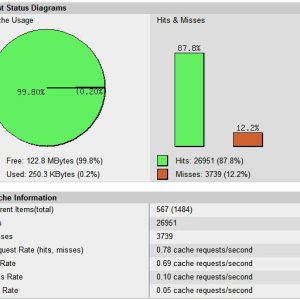 st Status Diagrams
che Usage
Hits & Misses
99.80%
(0.20%)
87.8%
12.2%
Free: 122.8 MBytes (99.8%)
Used: 250.3 KBytes (0.2%)
Hits: 26951 (87.8%)
Misses: 3739 (12.2%)
che Information
rrent Items(total) 567 (1484)
s 26951
sses 3739
quest Rate (hits, misses) 0.78 cache requests/second
Rate 0.69 cache requests/second
s Rate 0.10 cache requests/second
Rate 0.05 cache requests/second